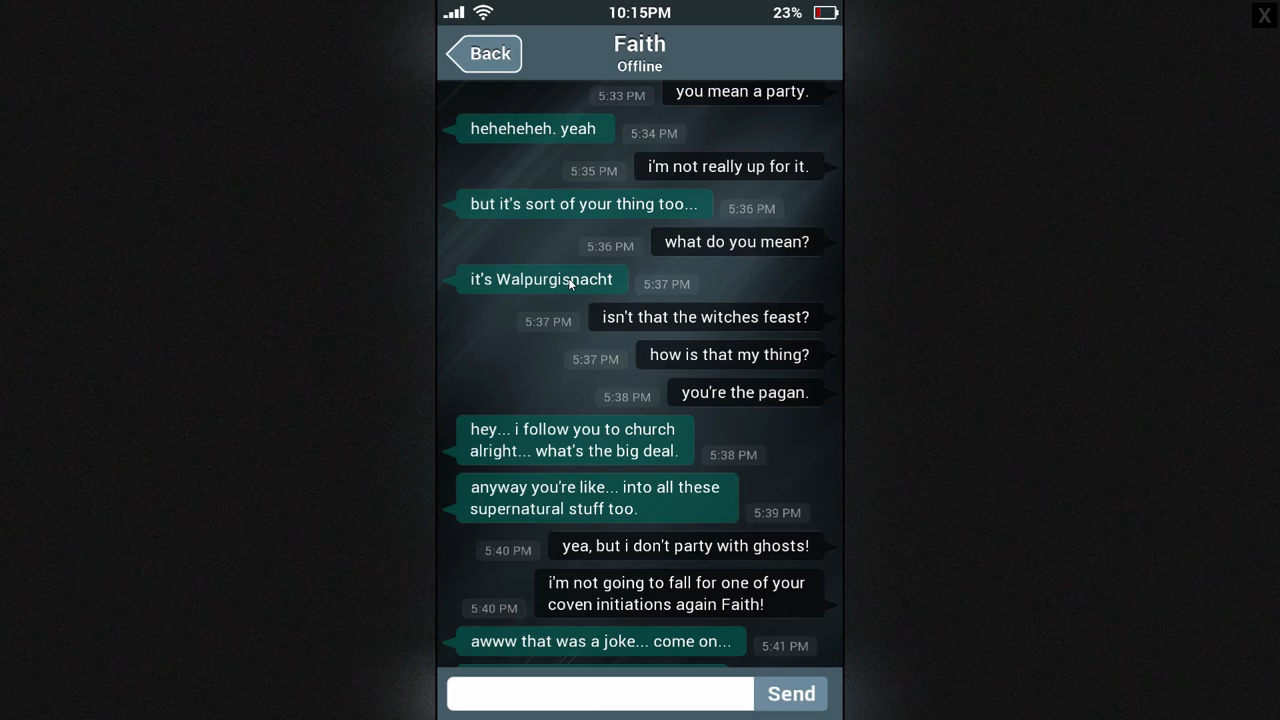 10:15PM
23%
X
Back
Faith
Offline
you mean a party.
5:33 PM
heheheheh. yeah
5:34 PM
i'm not really up for it.
5:35 PM
but it's sort of your thing too...
5:36 PM
what do you mean?
5:36 PM
it's Walpurgisnacht
5:37 PM
isn't that the witches feast?
5:37 PM
how is that my thing?
5:37 PM
you're the pagan.
5:38 PM
hey... i follow you to church
alright... what's the big deal.
5:38 PM
anyway you're like... into all these
supernatural stuff too.
5:39 PM
yea, but i don't party with ghosts!
5:40 PM
i'm not going to fall for one of your
coven initiations again Faith!
5:40 PM
awww that was a joke... come on...
5:41 PM
Send